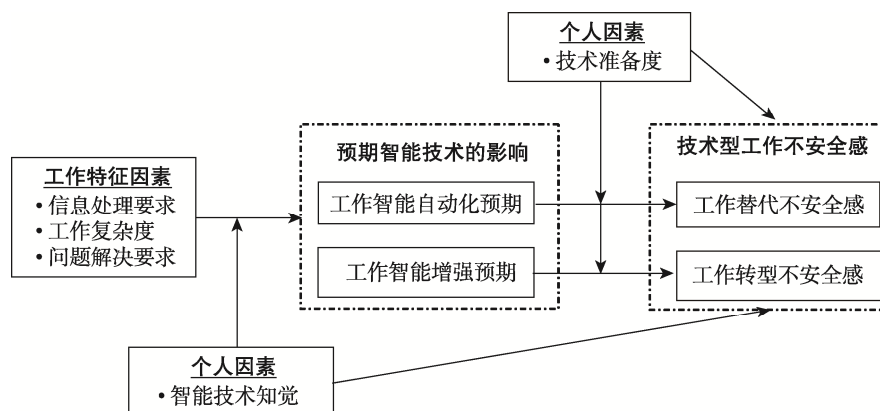 个人因素
• 技术准备度
预期智能技术的影响
技术型工作不安全感
工作特征因素
• 信息处理要求
• 工作复杂度
• 问题解决要求
工作智能自动化预期
工作替代不安全感
工作智能增强预期
工作转型不安全感
个人因素
• 智能技术知觉